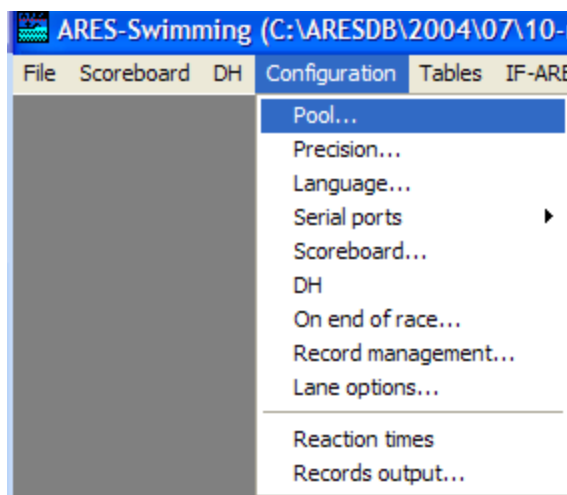 ARES-Swimming (C:\ARESDB\2004\07\10-
File Scoreboard DH Configuration Tables IF-ARE
Pool...
Precision...
Language...
Serial ports
Scoreboard...
DH
On end of race...
Record management...
Lane options...
Reaction times
Records output...